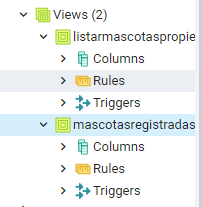 Views (2)
listarmascotaspropie
Columns
Rules
Triggers
mascotasregistradas
Columns
Rules
Triggers